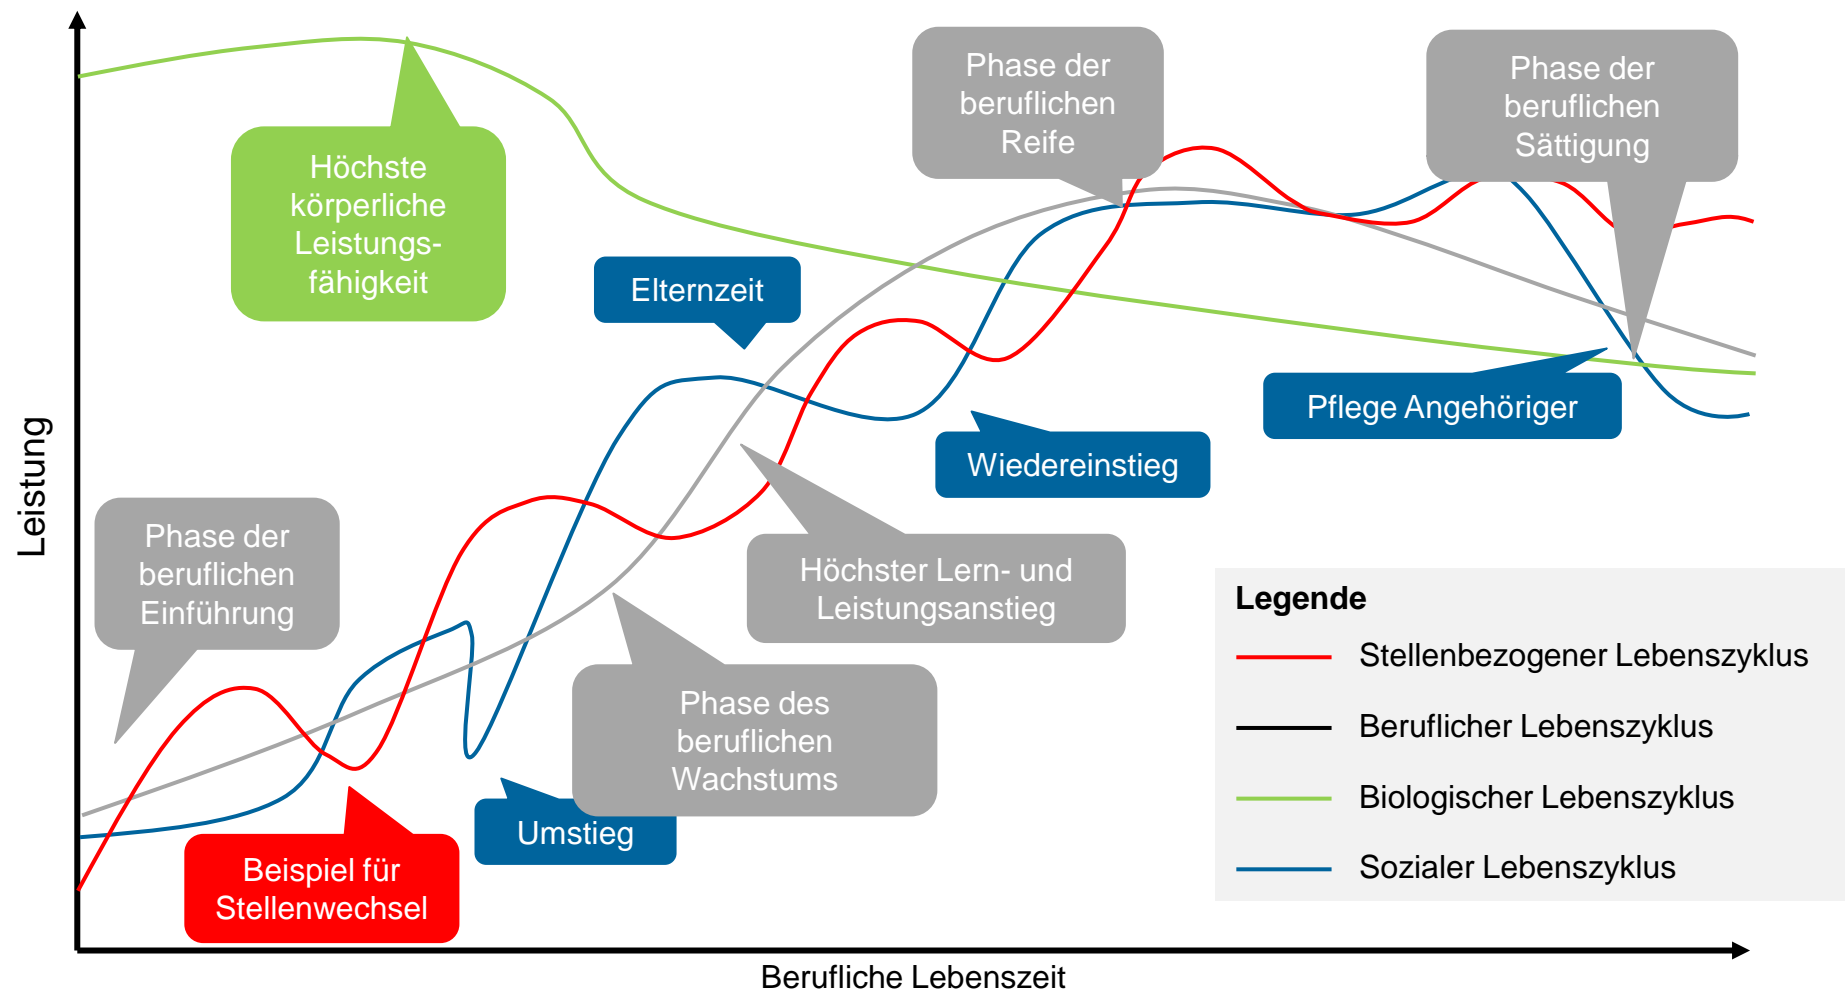 Phase der
beruflichen
Reife
Phase der
beruflichen
Sättigung
Höchste
körperliche
Leistungs-
fähigkeit
Elternzeit
Pflege Angehöriger
Wiedereinstieg
Leistung
Phase der
beruflichen
Einführung
Höchster Lern- und
Leistungsanstieg
Phase des
beruflichen
Wachstums
Umstieg
Beispiel für
Stellenwechsel
Legende
Stellenbezogener Lebenszyklus
Beruflicher Lebenszyklus
Biologischer Lebenszyklus
Sozialer Lebenszyklus
Berufliche Lebenszeit